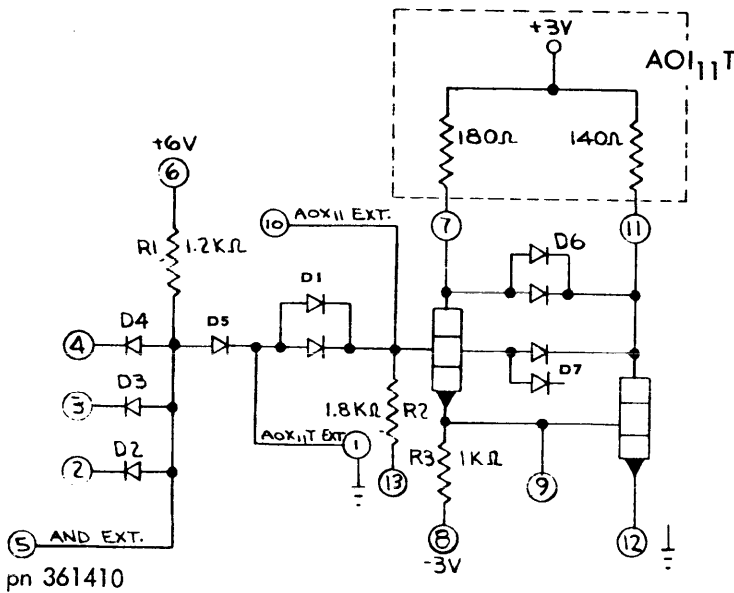 +3V
AOI11T
180Ω
140Ω
+6V
6
10
AOX11 EXT.
7
11
R1
1.2KΩ
D6
D1
D4
D5
4
D3
3
1.8KΩ
R2
D7
D2
AOX11T EXT
1
2
R3
1KΩ
13
9
5
AND EXT.
8
-3V
12
pn 361410